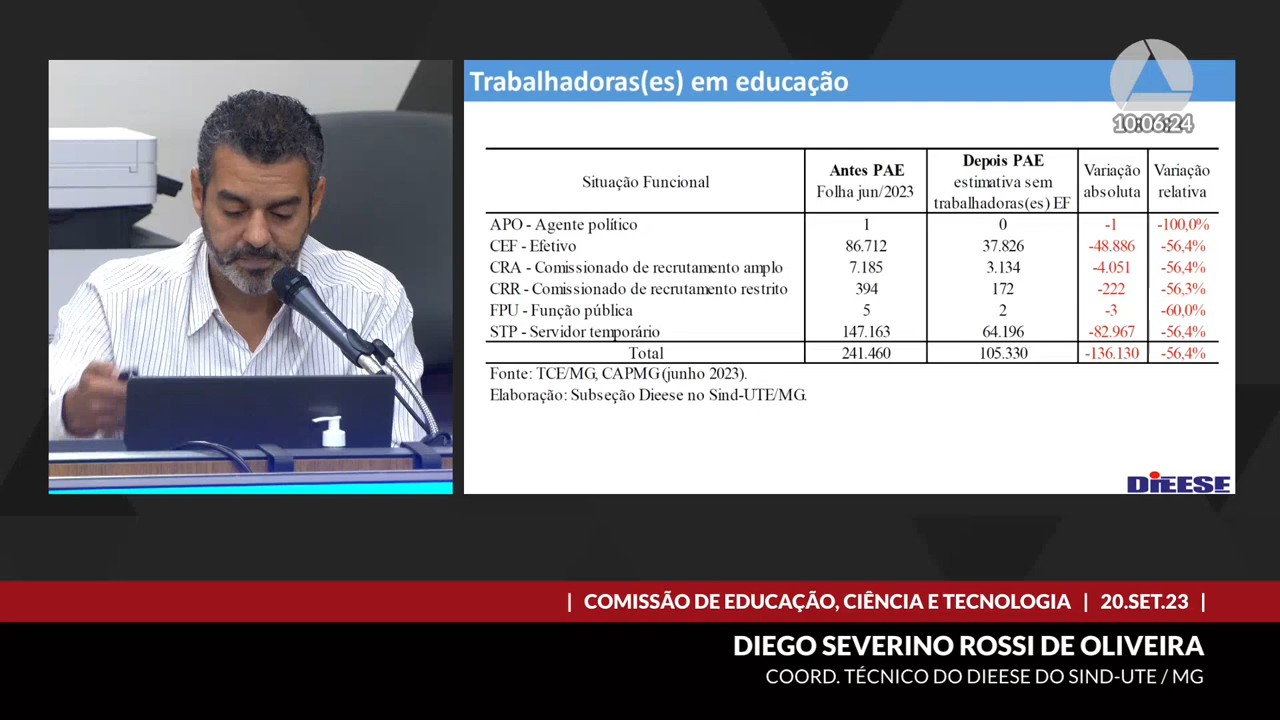 Trabalhadoras(es) em educação
10:06:24
Situação Funcional
Antes PAE
Folha jun/2023
Depois PAE
estimativa sem
trabalhadoras(es) EF
Variação
absoluta
Variação
relativa
APO - Agente político 1 0 -1 -100,0%
CEF - Efetivo 86.712 37.826 -48.886 -56,4%
CRA - Comissionado de recrutamento amplo 7.185 3.134 -4.051 -56,4%
CRR - Comissionado de recrutamento restrito 394 172 -222 -56,3%
FPU - Função pública 5 2 -3 -60,0%
STP - Servidor temporário 147.163 64.196 -82.967 -56,4%
Total 241.460 105.330 -136.130 -56,4%
Fonte: TCE/MG, CAPMG (junho 2023).
Elaboração: Subseção Dieese no Sind-UTE/MG.
DIEESE
| COMISSÃO DE EDUCAÇÃO, CIÊNCIA E TECNOLOGIA | 20.SET.23 |
DIEGO SEVERINO ROSSI DE OLIVEIRA
COORD. TÉCNICO DO DIEESE DO SIND-UTE / MG